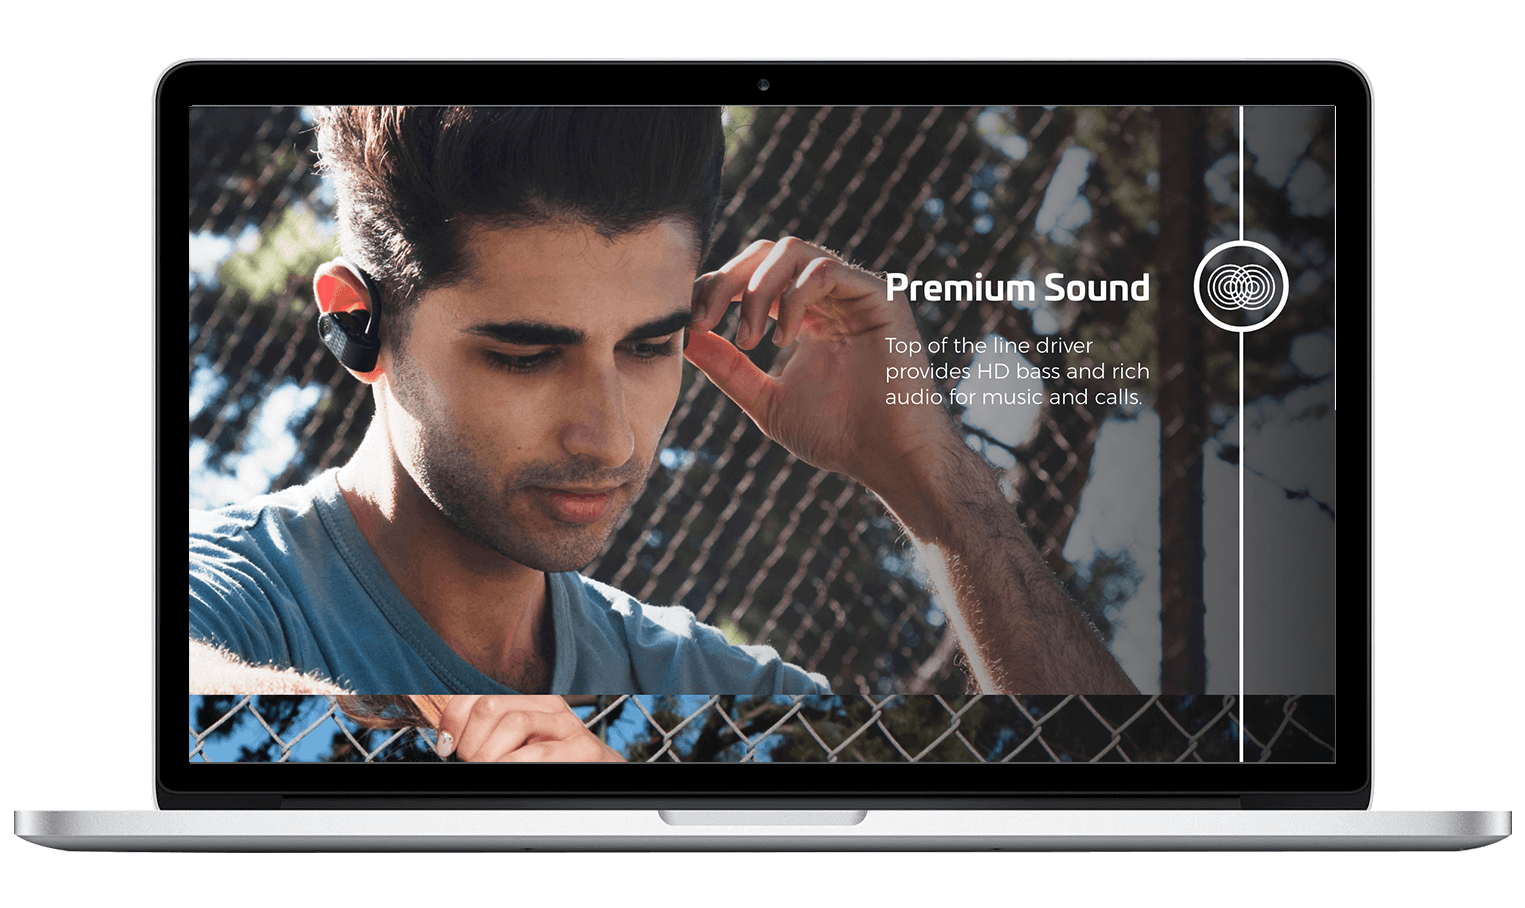 Premium Sound
Top of the line driver
provides HD bass and rich
audio for music and calls.